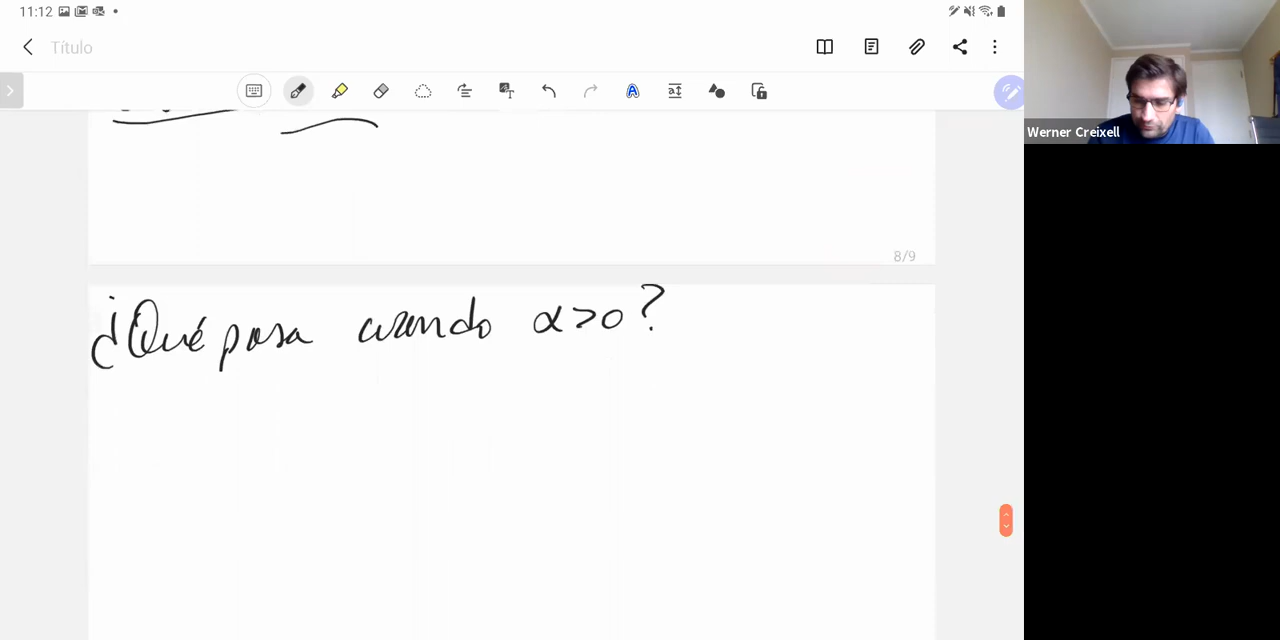 11:12
Título
Werner Creixell
8/9
¿Qué pasa cuando α>0?